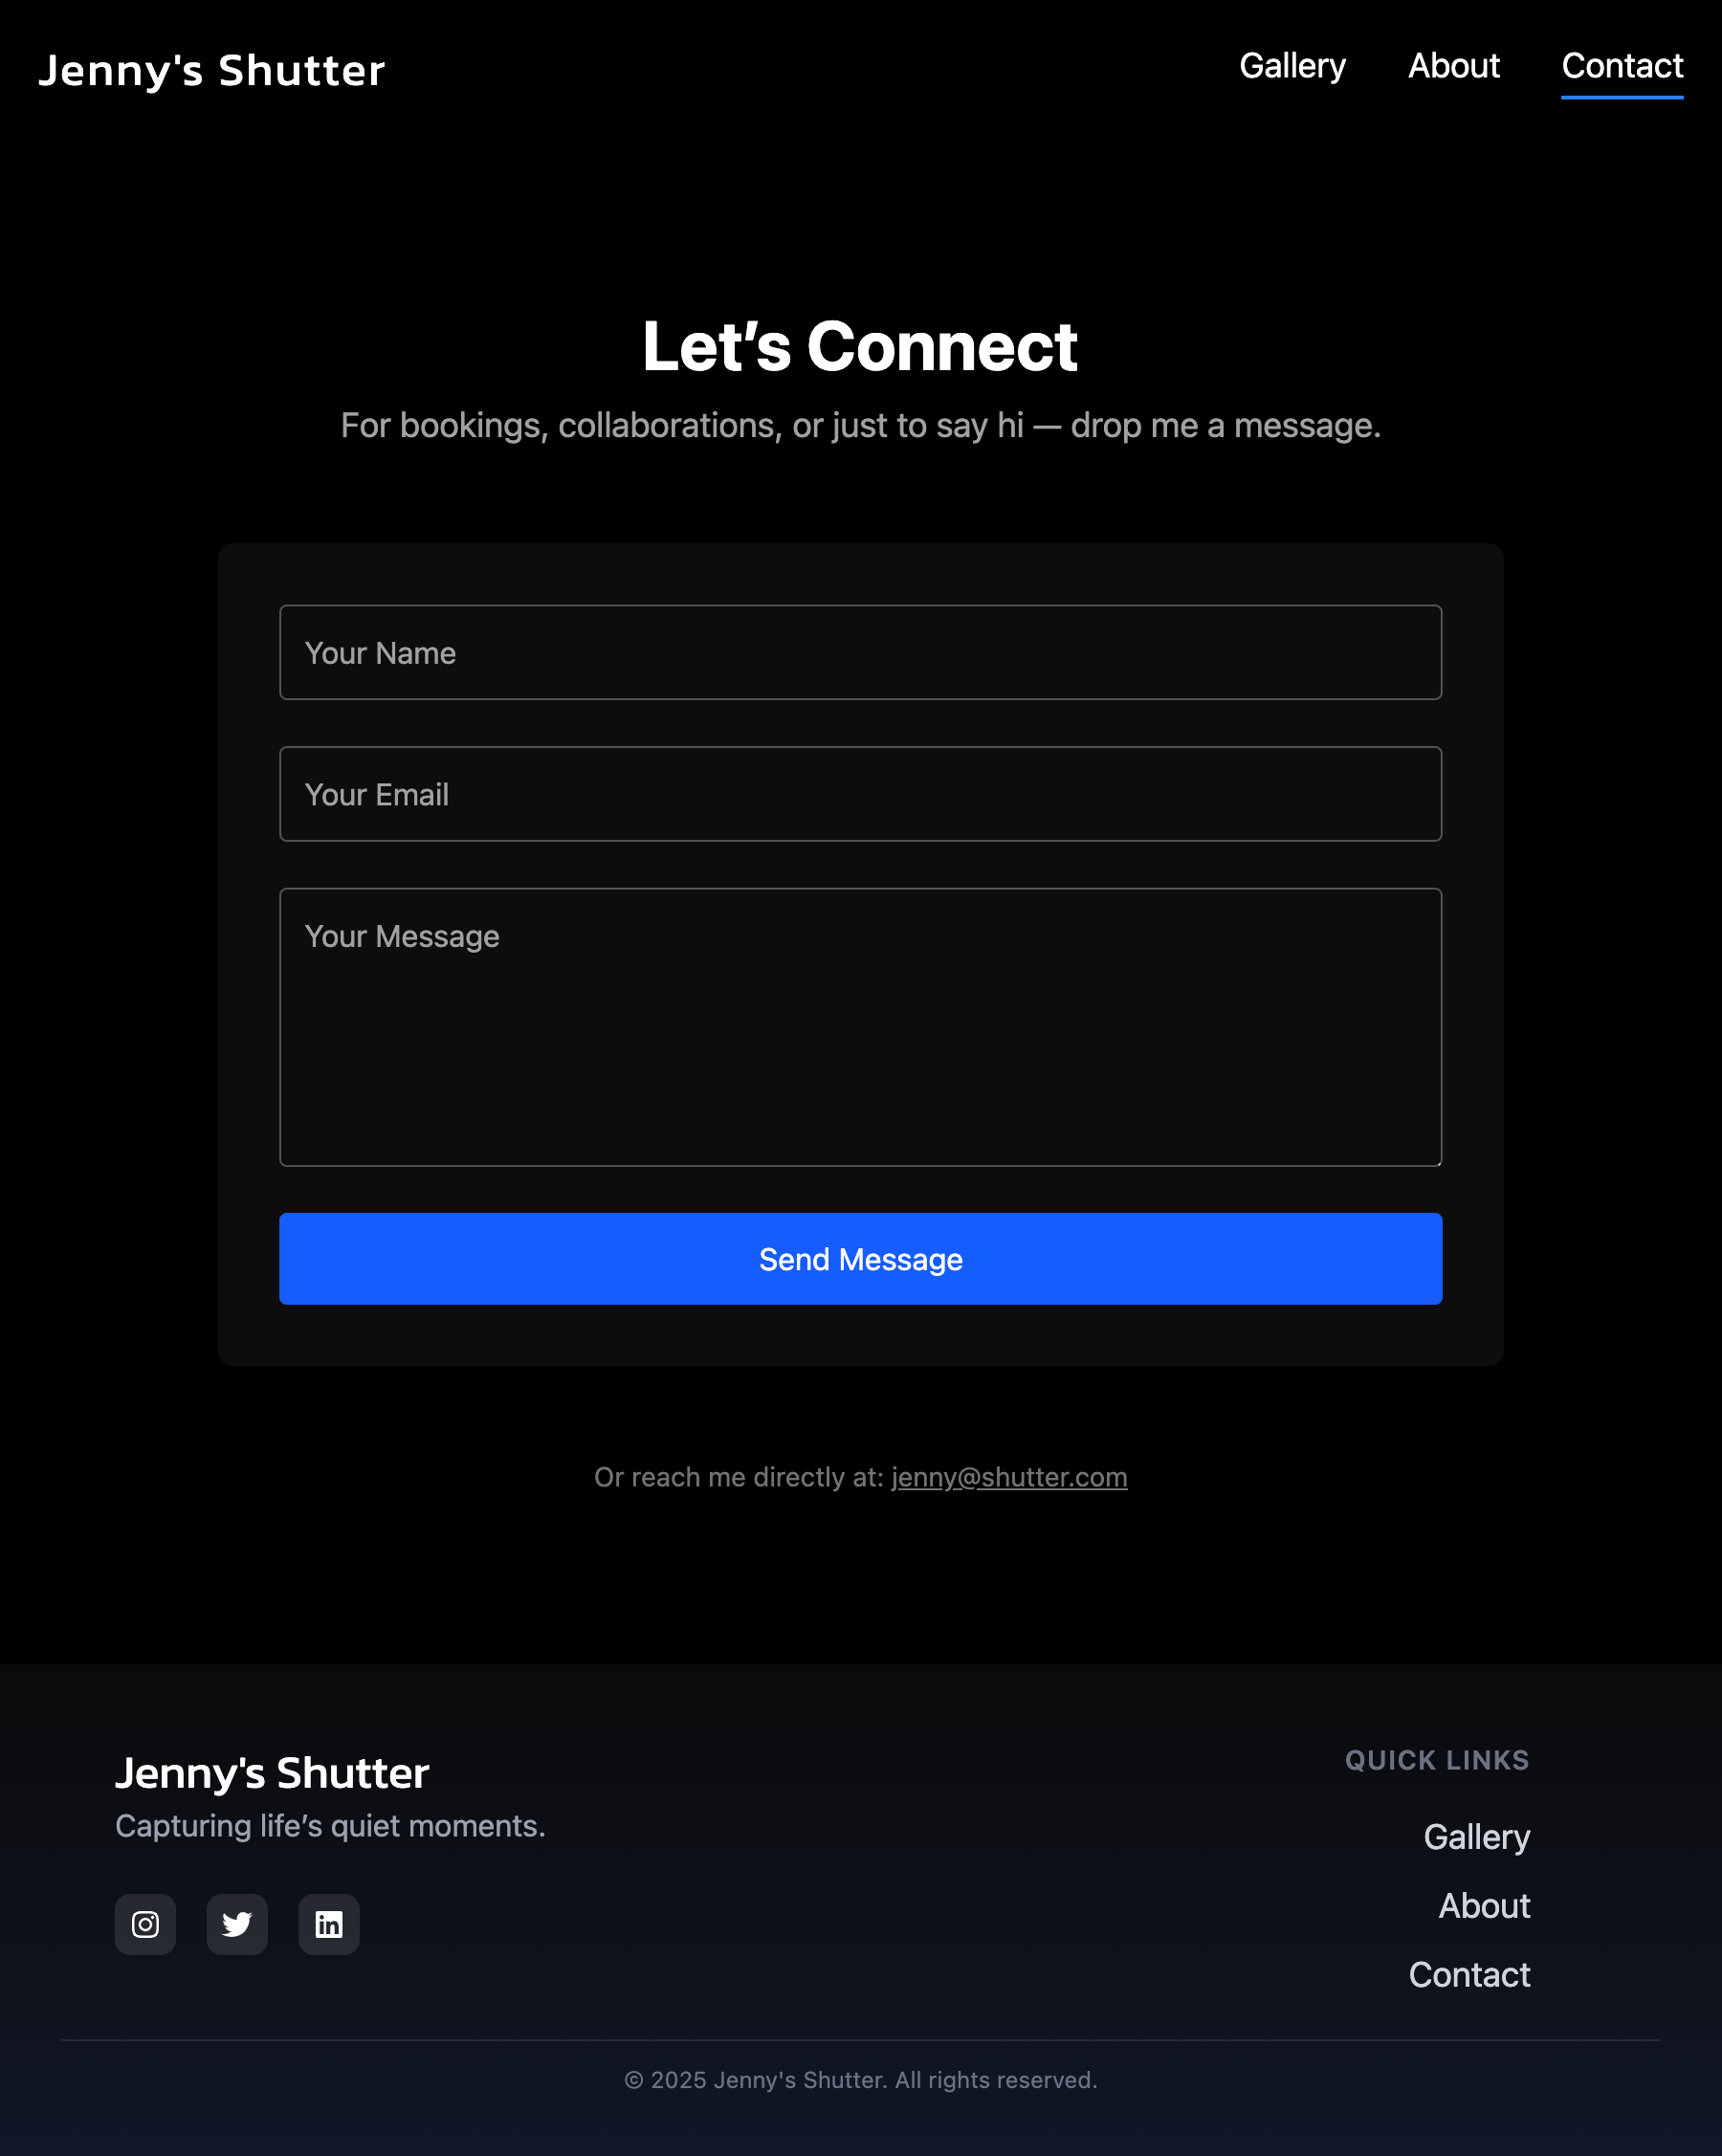 Jenny's Shutter
Gallery
About
Contact
Let’s Connect
For bookings, collaborations, or just to say hi — drop me a message.
Your Name
Your Email
Your Message
Send Message
Or reach me directly at: jenny@shutter.com
Jenny's Shutter
Capturing life’s quiet moments.
QUICK LINKS
Gallery
About
Contact
© 2025 Jenny's Shutter. All rights reserved.